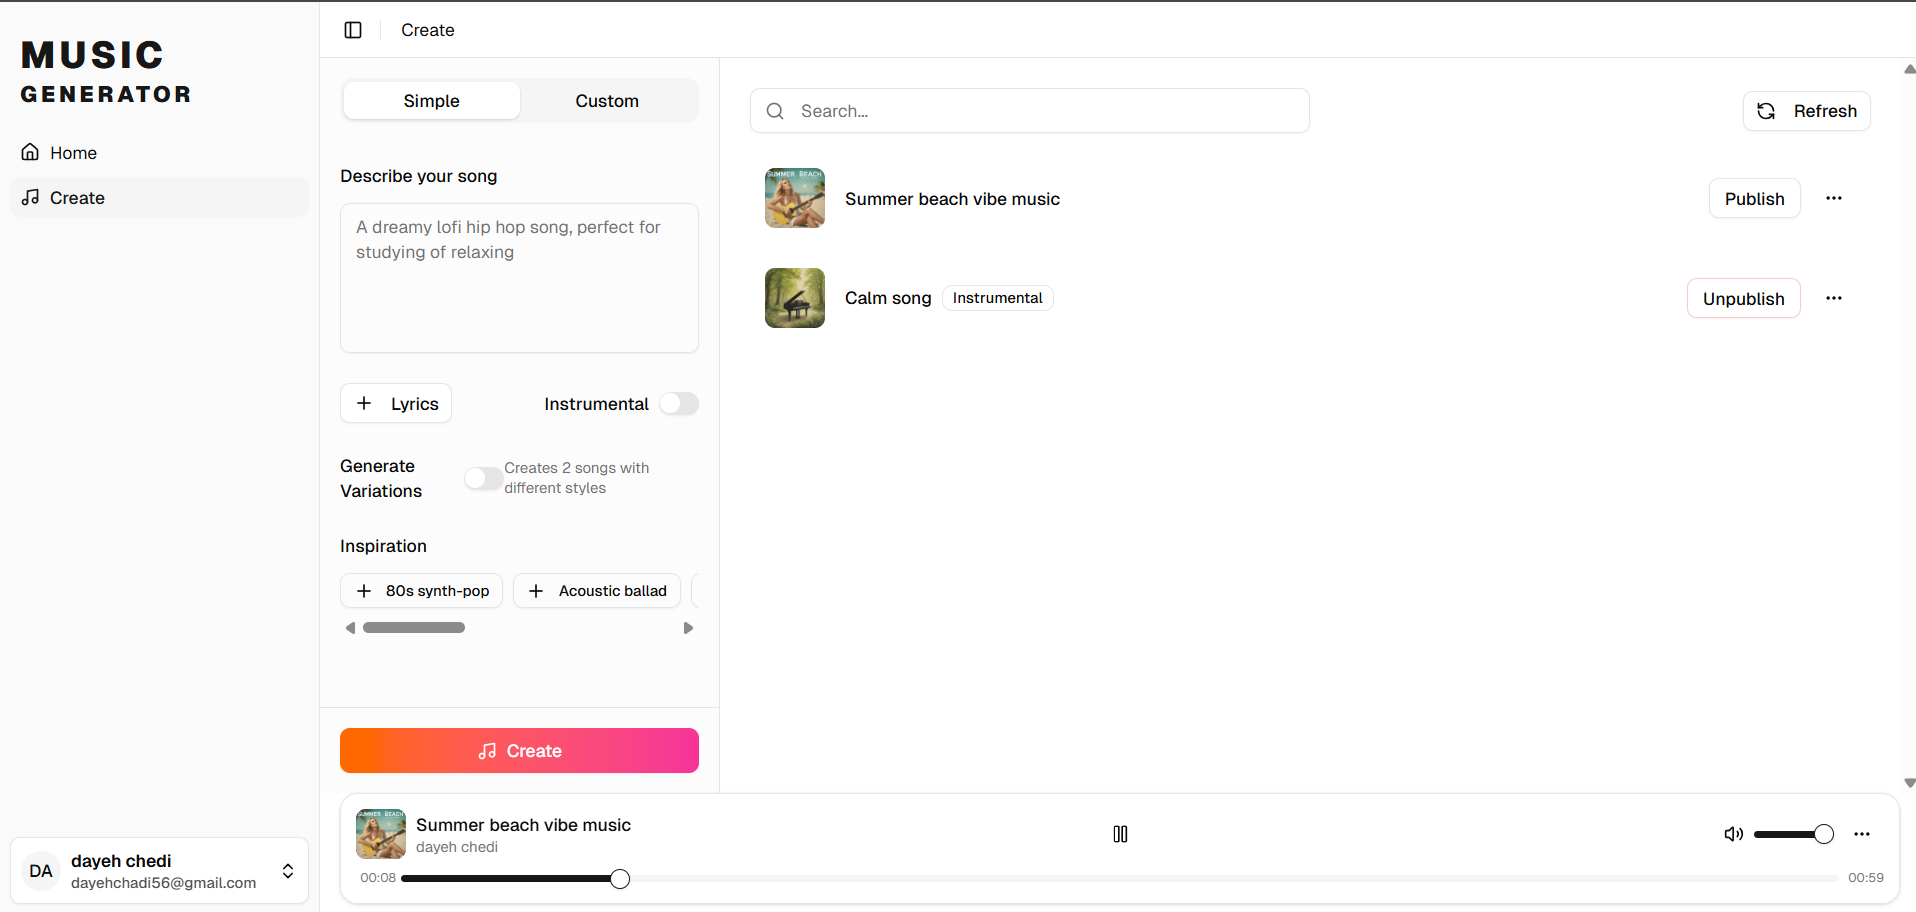 MUSIC
GENERATOR
Home
Create
DA
dayeh chedi
dayehchadi56@gmail.com
Create
Simple
Custom
Describe your song
A dreamy lofi hip hop song, perfect for
studying of relaxing
Lyrics
Instrumental
Generate
Variations
Creates 2 songs with
different styles
Inspiration
80s synth-pop
Acoustic ballad
Create
Search...
Refresh
SUMMER BEACH
Summer beach vibe music
Publish
Calm song
Instrumental
Unpublish
SUMMER BEACH
Summer beach vibe music
dayeh chedi
00:08
00:59